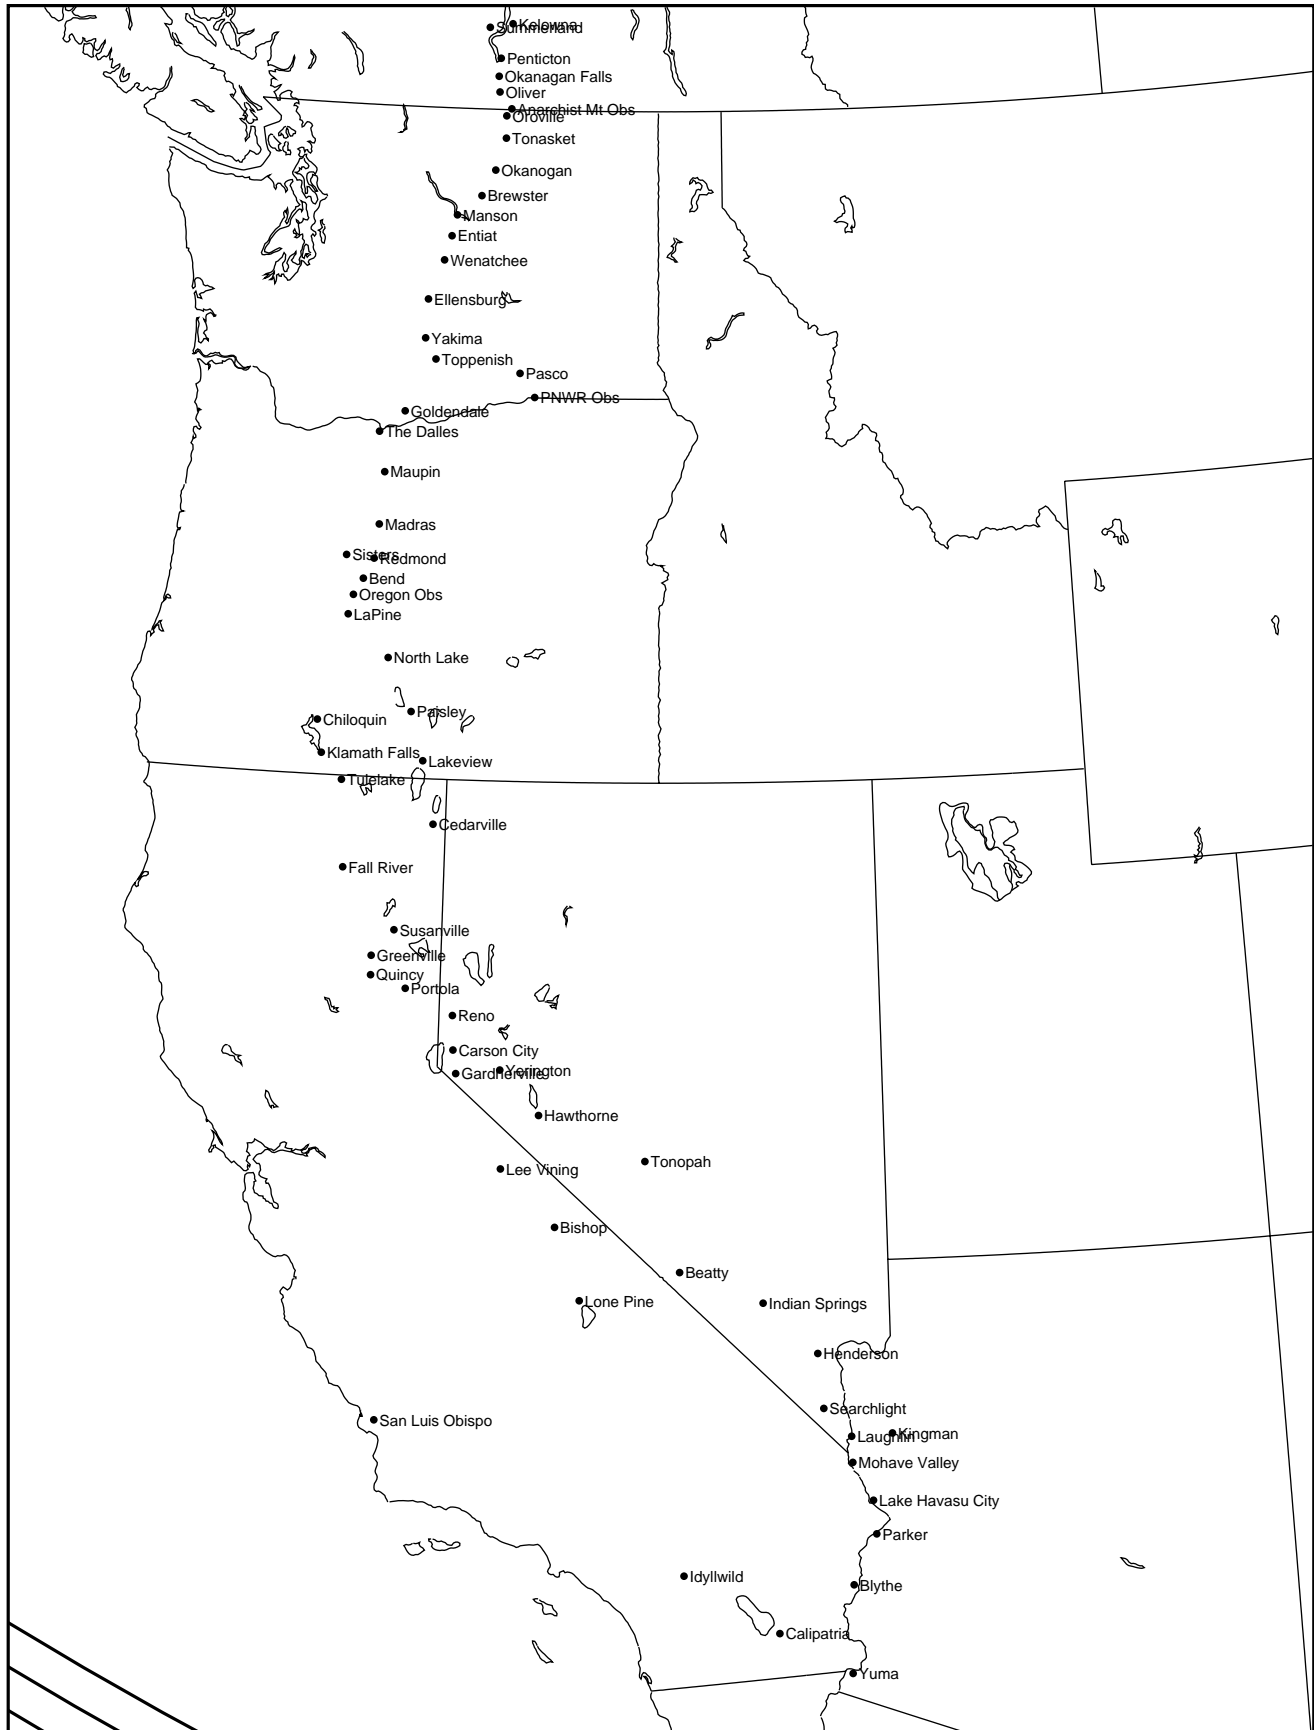 Kelowna
Summerland
Penticton
Okanagan Falls
Oliver
Anarchist Mt Obs
Oroville
Tonasket
Okanogan
Brewster
Manson
Entiat
Wenatchee
Ellensburg
Yakima
Toppenish
Pasco
PNWR Obs
Goldendale
The Dalles
Maupin
Madras
Sisters
Redmond
Bend
Oregon Obs
LaPine
North Lake
Paisley
Chiloquin
Klamath Falls
Lakeview
Tulelake
Cedarville
Fall River
Susanville
Greenville
Quincy
Portola
Reno
Carson City
Yerington
Gardnerville
Hawthorne
Tonopah
Lee Vining
Bishop
Beatty
Lone Pine
Indian Springs
Henderson
Searchlight
San Luis Obispo
Kingman
Laughlin
Mohave Valley
Lake Havasu City
Parker
Idyllwild
Blythe
Calipatria
Yuma